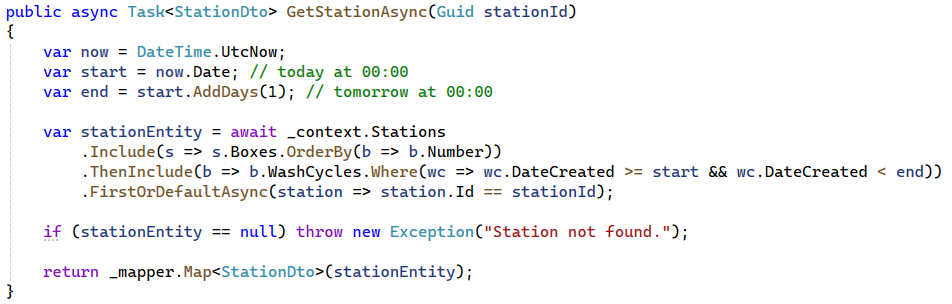 public async Task<StationDto> GetStationAsync(Guid stationId)
{
    var now = DateTime.UtcNow;
    var start = now.Date; // today at 00:00
    var end = start.AddDays(1); // tomorrow at 00:00

    var stationEntity = await _context.Stations
        .Include(s => s.Boxes.OrderBy(b => b.Number))
        .ThenInclude(b => b.WashCycles.Where(wc => wc.DateCreated >= start && wc.DateCreated < end))
        .FirstOrDefaultAsync(station => station.Id == stationId);

    if (stationEntity == null) throw new Exception("Station not found.");

    return _mapper.Map<StationDto>(stationEntity);
}